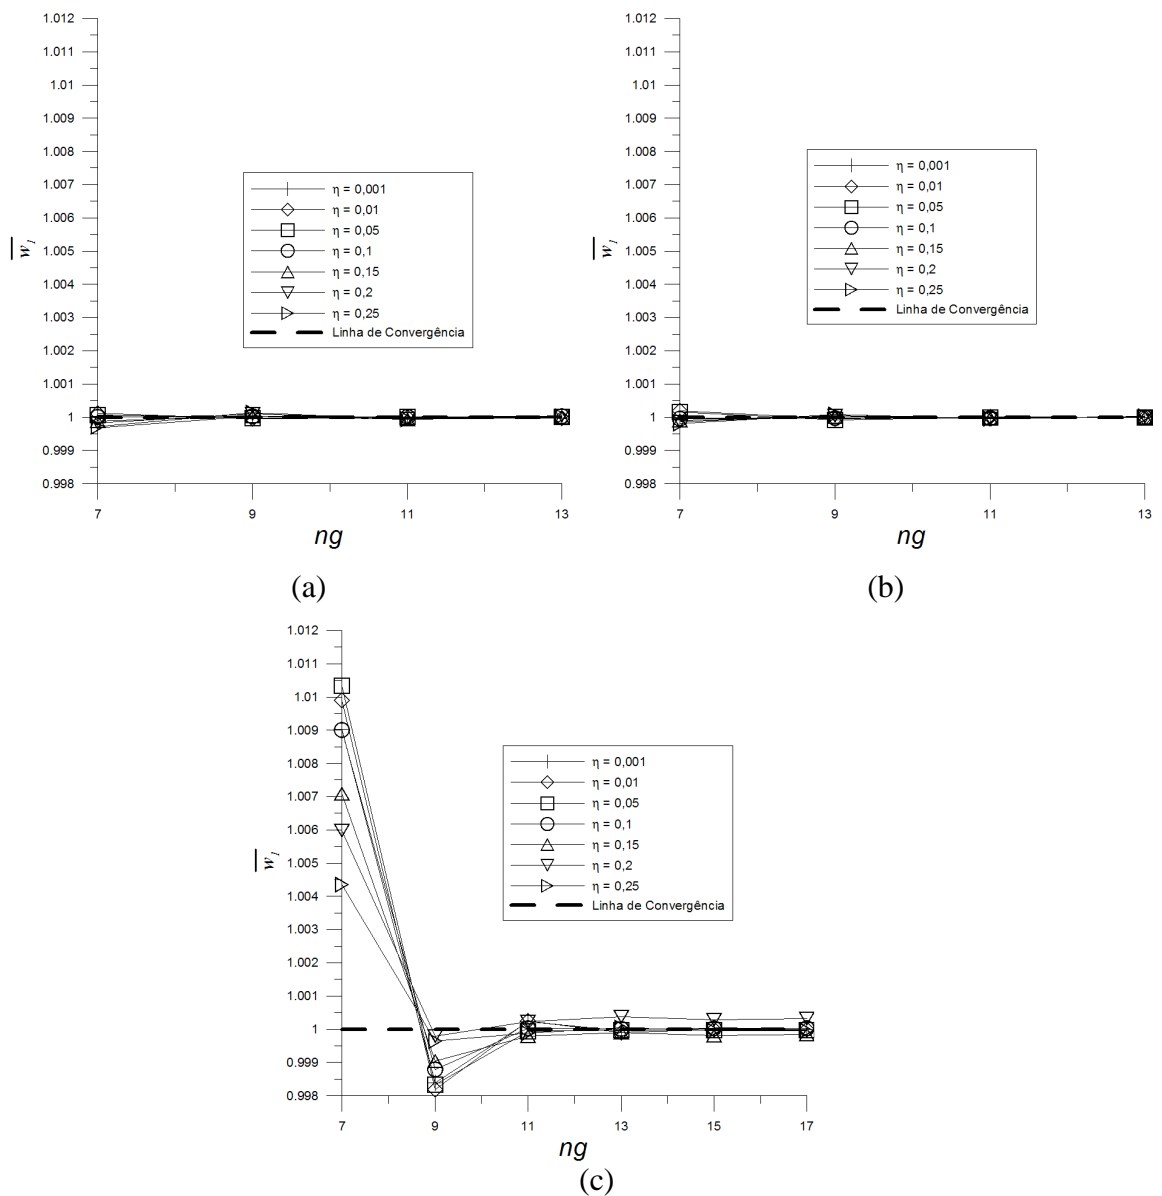 1.012
1.011
1.01
1.009
1.008
1.007
1.006
1.005
1.004
1.003
1.002
1.001
1
0.999
0.998
w₁
7 9 11 13
ng
η = 0,001
η = 0,01
η = 0,05
η = 0,1
η = 0,15
η = 0,2
η = 0,25
Linha de Convergência
(a)
1.012
1.011
1.01
1.009
1.008
1.007
1.006
1.005
1.004
1.003
1.002
1.001
1
0.999
0.998
w₁
7 9 11 13
ng
η = 0,001
η = 0,01
η = 0,05
η = 0,1
η = 0,15
η = 0,2
η = 0,25
Linha de Convergência
(b)
1.012
1.011
1.01
1.009
1.008
1.007
1.006
1.005
1.004
1.003
1.002
1.001
1
0.999
0.998
w₁
7 9 11 13 15 17
ng
η = 0,001
η = 0,01
η = 0,05
η = 0,1
η = 0,15
η = 0,2
η = 0,25
Linha de Convergência
(c)